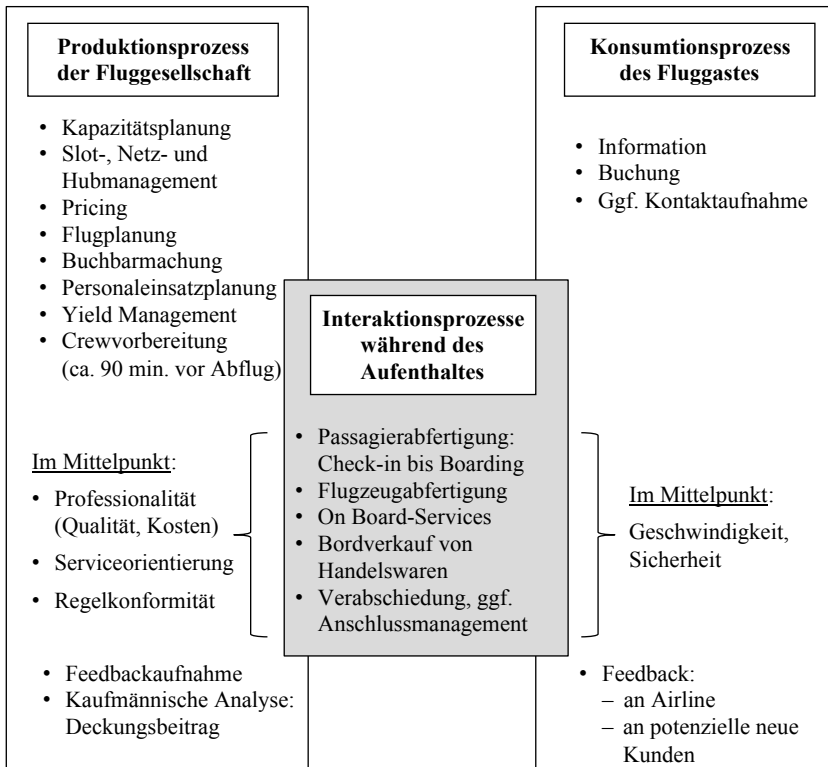 Produktionsprozess
der Fluggesellschaft
• Kapazitätsplanung
• Slot-, Netz- und
Hubmanagement
• Pricing
• Flugplanung
• Buchbarmachung
• Personaleinsatzplanung
• Yield Management
• Crewvorbereitung
(ca. 90 min. vor Abflug)
Im Mittelpunkt:
• Professionalität
(Qualität, Kosten)
• Serviceorientierung
• Regelkonformität
• Feedbackaufnahme
• Kaufmännische Analyse:
Deckungsbeitrag
Interaktionsprozesse
während des
Aufenthaltes
• Passagierabfertigung:
Check-in bis Boarding
• Flugzeugabfertigung
• On Board-Services
• Bordverkauf von
Handelswaren
• Verabschiedung, ggf.
Anschlussmanagement
Konsumtionsprozess
des Fluggastes
• Information
• Buchung
• Ggf. Kontaktaufnahme
Im Mittelpunkt:
Geschwindigkeit,
Sicherheit
• Feedback:
– an Airline
– an potenzielle neue
Kunden